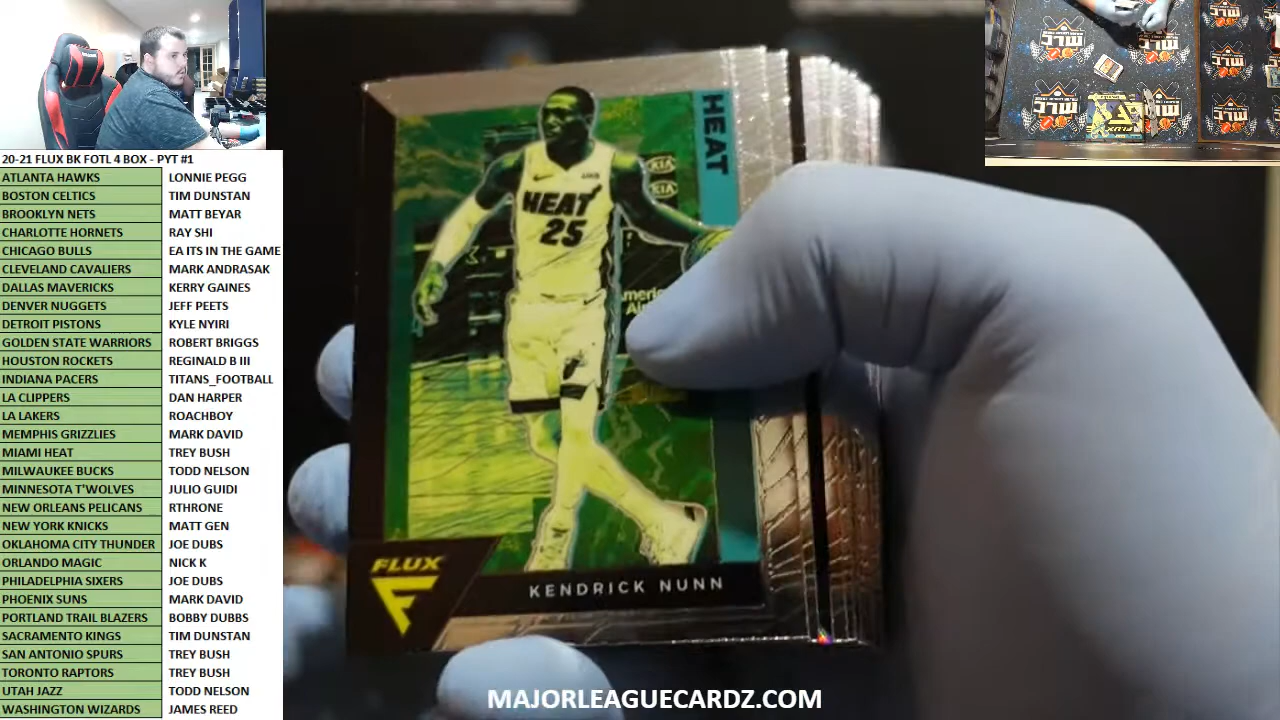 20-21 FLUX BK FOTL 4 BOX - PYT #1
ATLANTA HAWKS LONNIE PEGG
BOSTON CELTICS TIM DUNSTAN
BROOKLYN NETS MATT BEYAR
CHARLOTTE HORNETS RAY SHI
CHICAGO BULLS EA ITS IN THE GAME
CLEVELAND CAVALIERS MARK ANDRASAK
DALLAS MAVERICKS KERRY GAINES
DENVER NUGGETS JEFF PEETS
DETROIT PISTONS KYLE NYIRI
GOLDEN STATE WARRIORS ROBERT BRIGGS
HOUSTON ROCKETS REGINALD B III
INDIANA PACERS TITANS_FOOTBALL
LA CLIPPERS DAN HARPER
LA LAKERS ROACHBOY
MEMPHIS GRIZZLIES MARK DAVID
MIAMI HEAT TREY BUSH
MILWAUKEE BUCKS TODD NELSON
MINNESOTA T'WOLVES JULIO GUIDI
NEW ORLEANS PELICANS RTHRONE
NEW YORK KNICKS MATT GEN
OKLAHOMA CITY THUNDER JOE DUBS
ORLANDO MAGIC NICK K
PHILADELPHIA SIXERS JOE DUBS
PHOENIX SUNS MARK DAVID
PORTLAND TRAIL BLAZERS BOBBY DUBBS
SACRAMENTO KINGS TIM DUNSTAN
SAN ANTONIO SPURS TREY BUSH
TORONTO RAPTORS TREY BUSH
UTAH JAZZ TODD NELSON
WASHINGTON WIZARDS JAMES REED
HEAT
KIA
KIA
HEAT
25
FLUX
F
KENDRICK NUNN
MAJORLEAGUECARDZ.COM